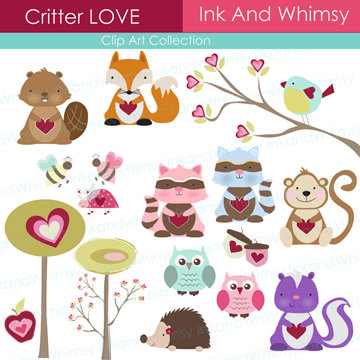 Critter LOVE
Ink And Whimsy
Clip Art Collection